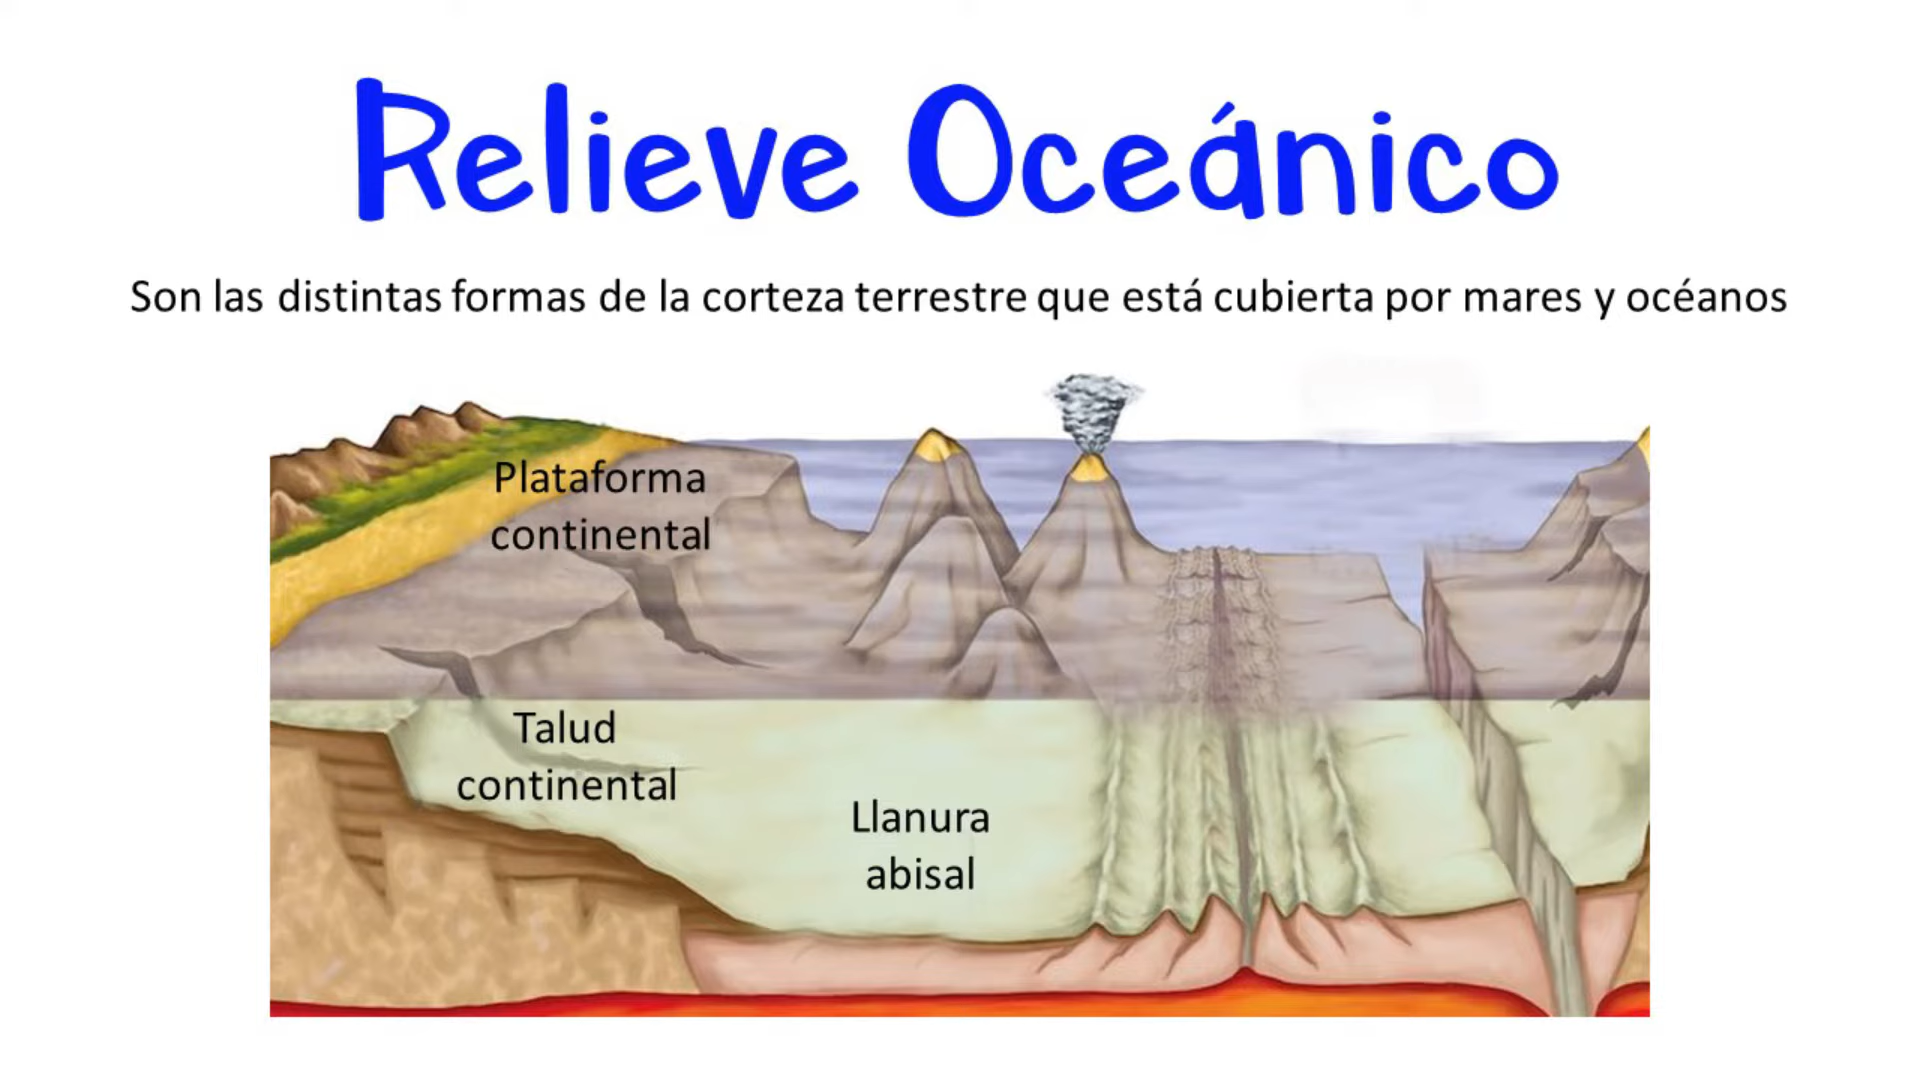 Relieve Oceánico
Son las distintas formas de la corteza terrestre que está cubierta por mares y océanos
Plataforma
continental
Talud
continental
Llanura
abisal